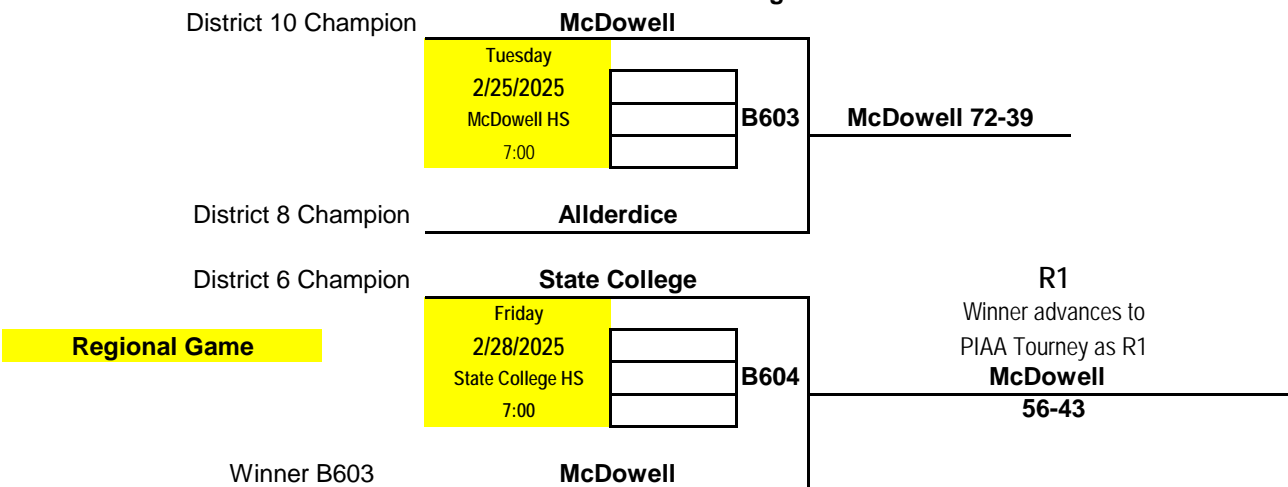 District 10 Champion McDowell
Tuesday
2/25/2025
McDowell HS B603 McDowell 72-39
7:00
District 8 Champion Allderdice
District 6 Champion State College R1
Friday Winner advances to
Regional Game 2/28/2025 PIAA Tourney as R1
State College HS B604 McDowell
7:00 56-43
Winner B603 McDowell